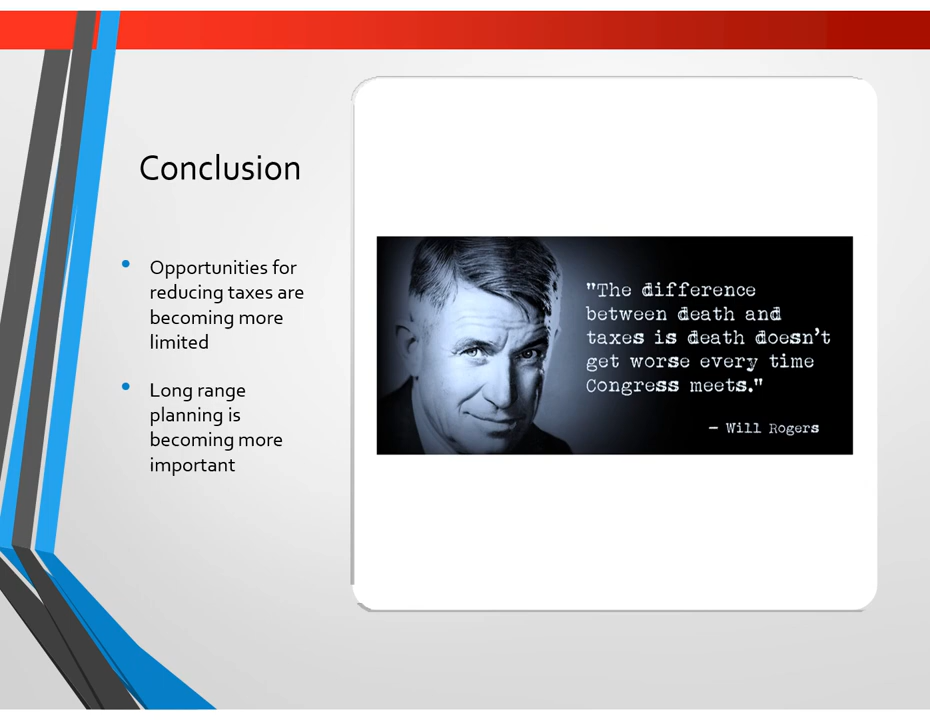 Conclusion
Opportunities for
reducing taxes are
becoming more
limited
Long range
planning is
becoming more
important
"The difference
between death and
taxes is death doesn't
get worse every time
Congress meets."
— Will Rogers